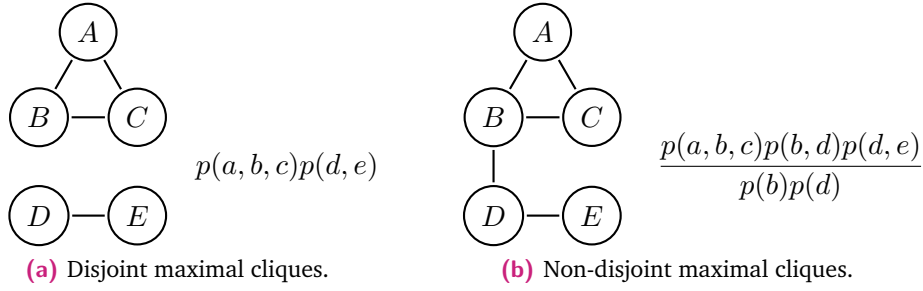 A
B C
p(a, b, c)p(d, e)
D E
(a) Disjoint maximal cliques.
A
B C
p(a, b, c)p(b, d)p(d, e)
p(b)p(d)
D E
(b) Non-disjoint maximal cliques.